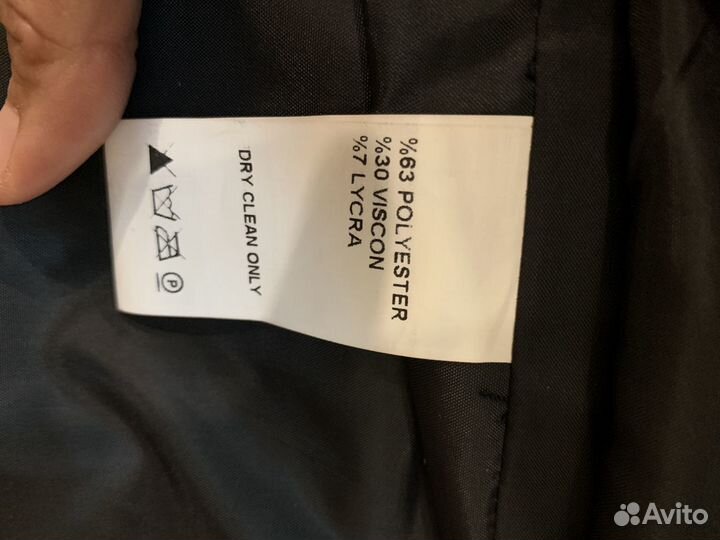 %63 POLYESTER
%30 VISCON
%7 LYCRA
DRY CLEAN ONLY
P
Avito